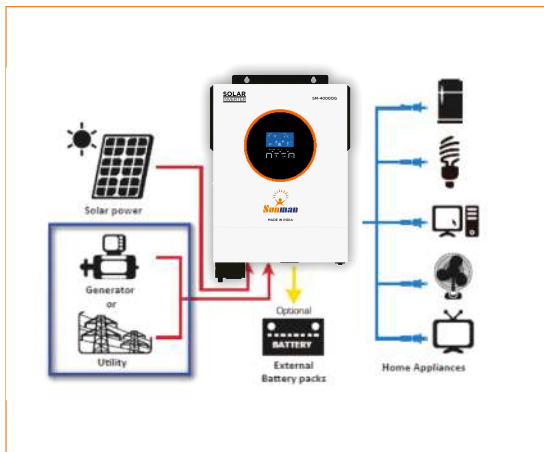 SOLAR
INVERTER
SM-4000DG
Sunman
MADE IN INDIA
Solar power
Generator
or
Utility
Optional
BATTERY
External
Battery packs
Home Appliances